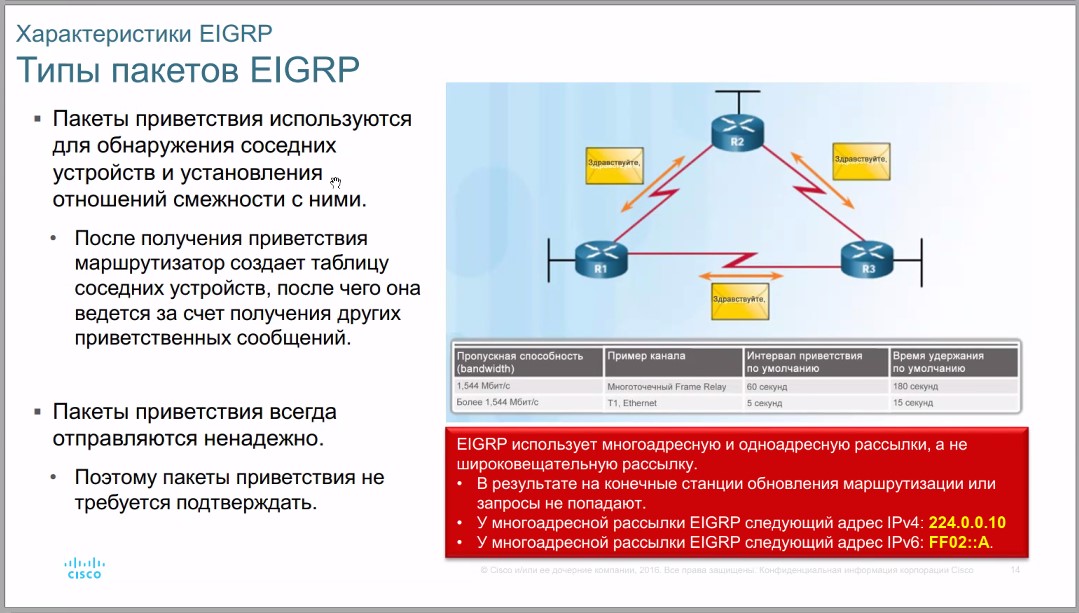 Характеристики EIGRP
Типы пакетов EIGRP
▪ Пакеты приветствия используются
для обнаружения соседних
устройств и установления
отношений смежности с ними.
• После получения приветствия
маршрутизатор создает таблицу
соседних устройств, после чего она
ведется за счет получения других
приветственных сообщений.
▪ Пакеты приветствия всегда
отправляются ненадежно.
• Поэтому пакеты приветствия не
требуется подтверждать.
R2
Здравствуйте,
Здравствуйте,
R1
R3
Здравствуйте,
Пропускная способность (bandwidth) Пример канала Интервал приветствия по умолчанию Время удержания по умолчанию
1,544 Мбит/с Многоточечный Frame Relay 60 секунд 180 секунд
Более 1,544 Мбит/с T1, Ethernet 5 секунд 15 секунд
EIGRP использует многоадресную и одноадресную рассылки, а не
широковещательную рассылку.
• В результате на конечные станции обновления маршрутизации или
запросы не попадают.
• У многоадресной рассылки EIGRP следующий адрес IPv4: 224.0.0.10
• У многоадресной рассылки EIGRP следующий адрес IPv6: FF02::A.
CISCO
© Cisco и/или ее дочерние компании, 2016. Все права защищены. Конфиденциальная информация корпорации Cisco 14